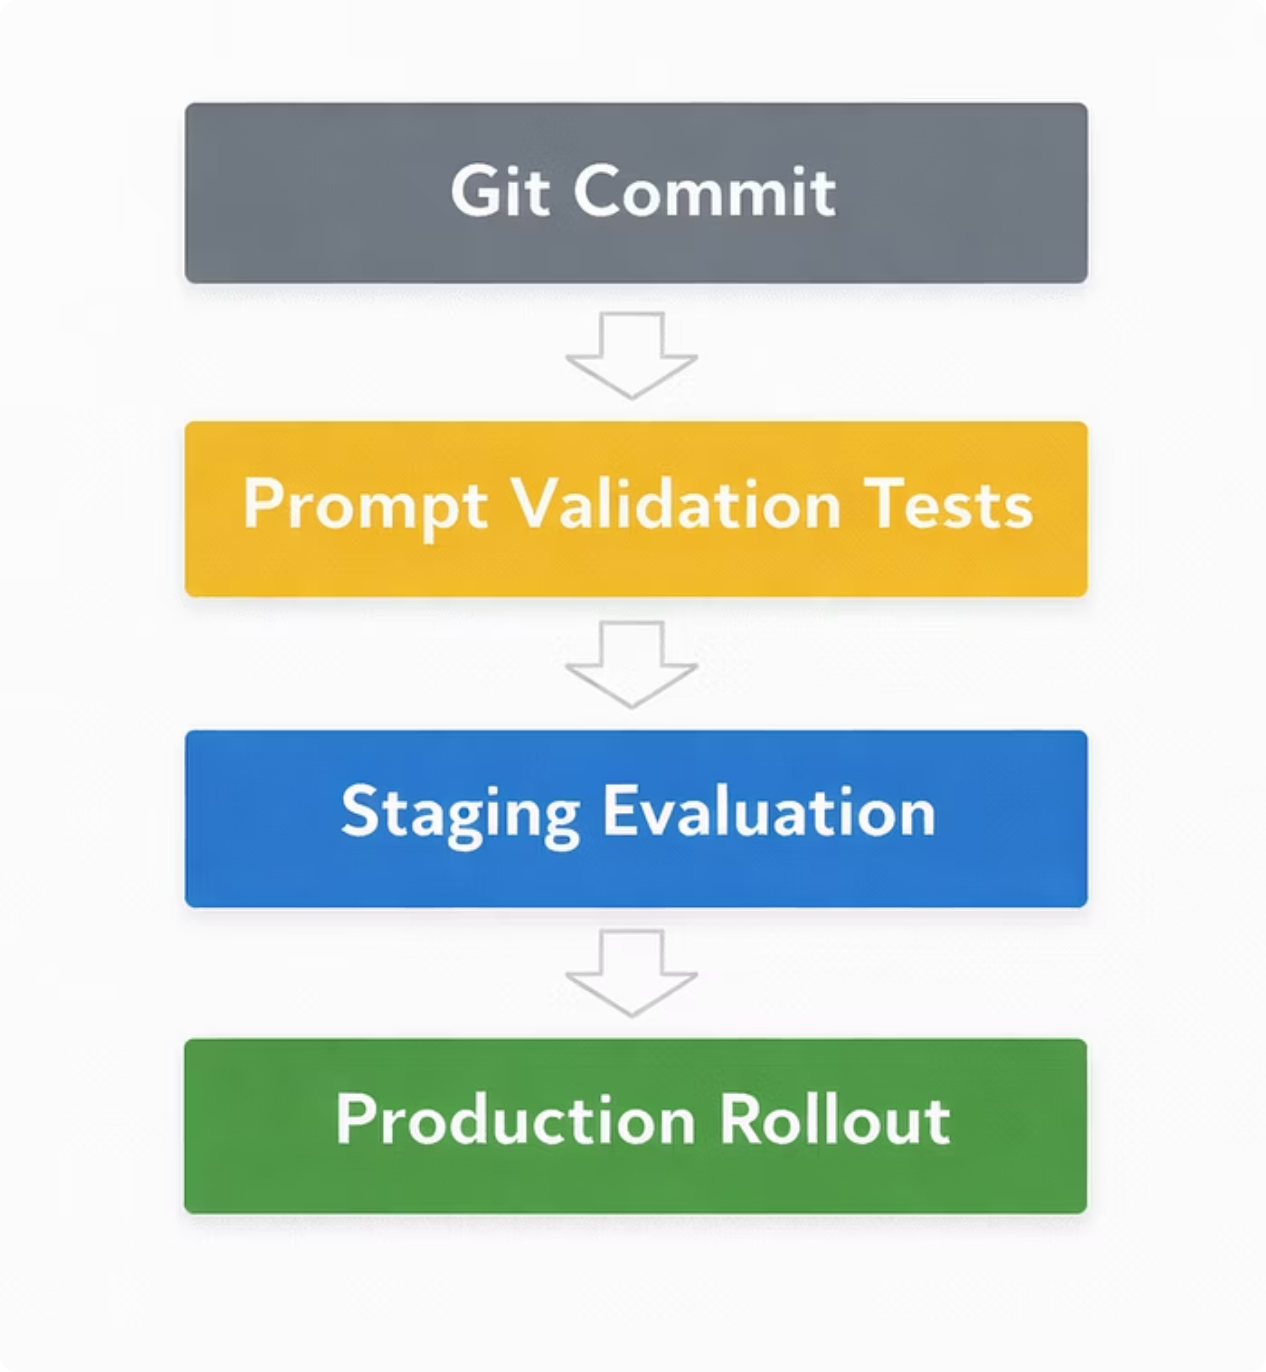 Git Commit
Prompt Validation Tests
Staging Evaluation
Production Rollout